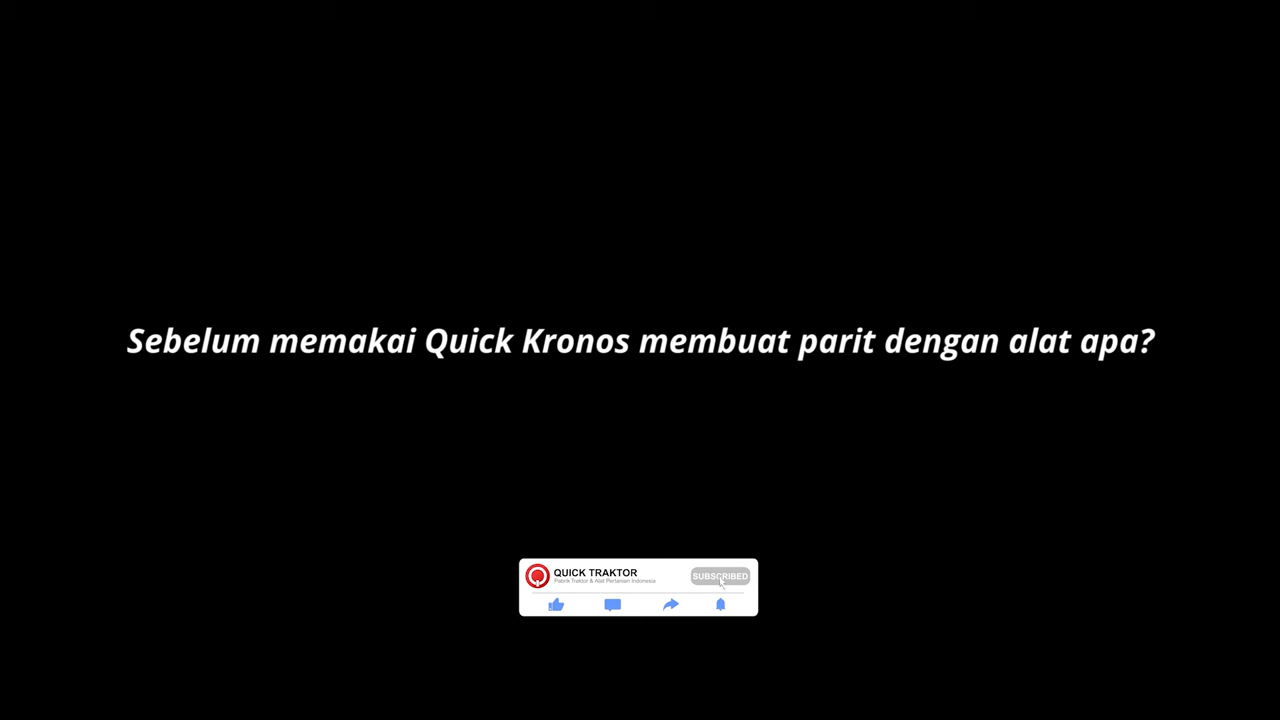 Sebelum memakai Quick Kronos membuat parit dengan alat apa?
QUICK TRAKTOR
SUBSCRIBED
Pabrik Traktor & Alat Pertanian Indonesia